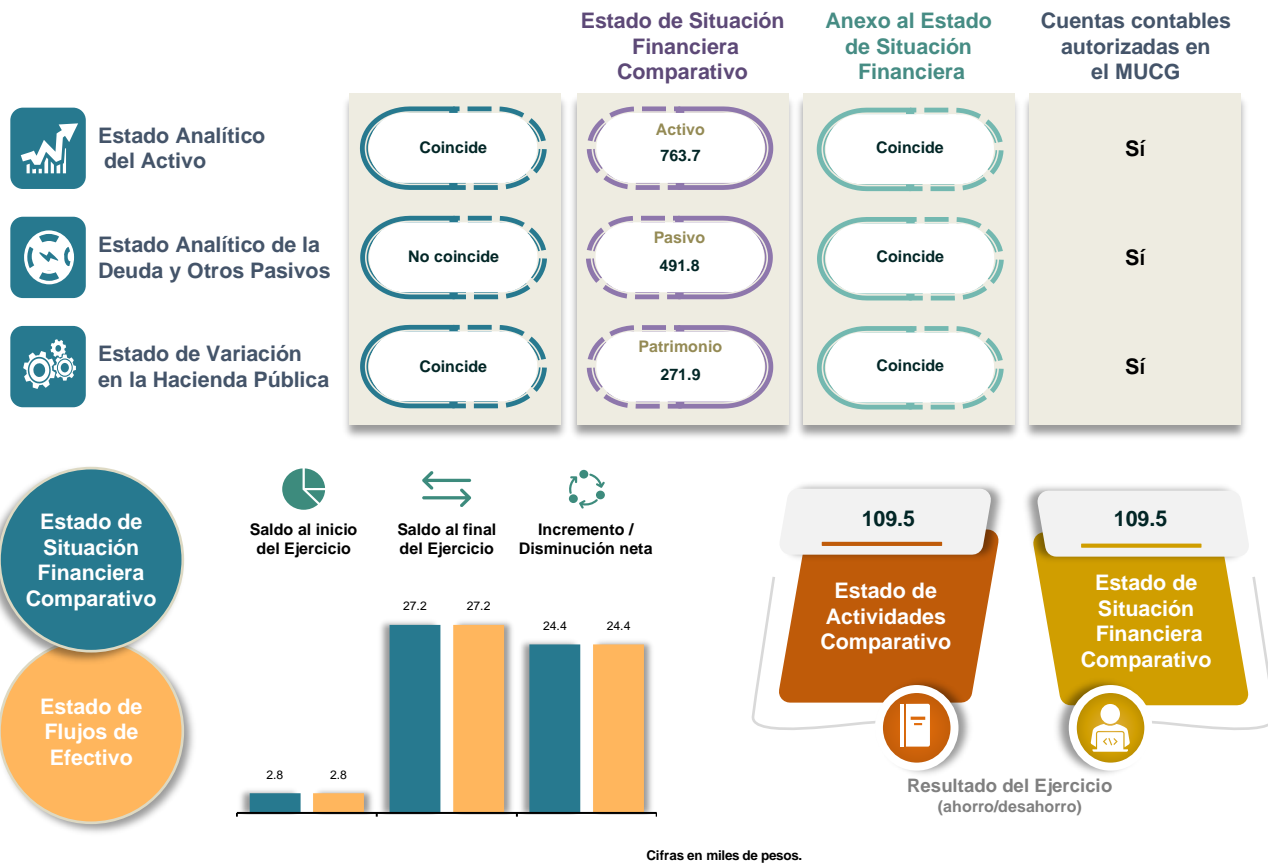 Estado de Situación
Financiera
Comparativo
Anexo al Estado
de Situación
Financiera
Cuentas contables
autorizadas en
el MUCG
Estado Analítico
del Activo
Coincide
Activo
763.7
Coincide
Sí
Estado Analítico de la
Deuda y Otros Pasivos
No coincide
Pasivo
491.8
Coincide
Sí
Estado de Variación
en la Hacienda Pública
Coincide
Patrimonio
271.9
Coincide
Sí
Estado de
Situación
Financiera
Comparativo
Estado de
Flujos de
Efectivo
Saldo al inicio
del Ejercicio
Saldo al final
del Ejercicio
Incremento /
Disminución neta
2.8
2.8
27.2
27.2
24.4
24.4
109.5
Estado de
Actividades
Comparativo
109.5
Estado de
Situación
Financiera
Comparativo
Resultado del Ejercicio
(ahorro/desahorro)
Cifras en miles de pesos.